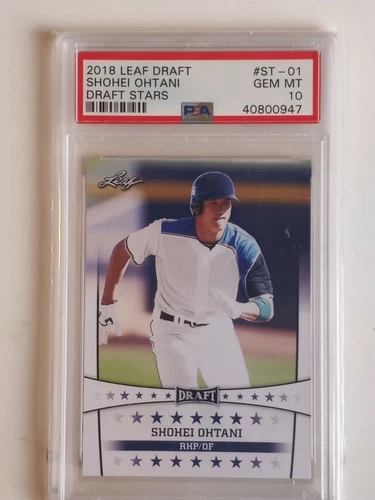 2018 LEAF DRAFT #ST-01
SHOHEI OHTANI GEM MT
DRAFT STARS 10
PSA 40800947
Leaf
DRAFT
SHOHEI OHTANI
RHP/OF